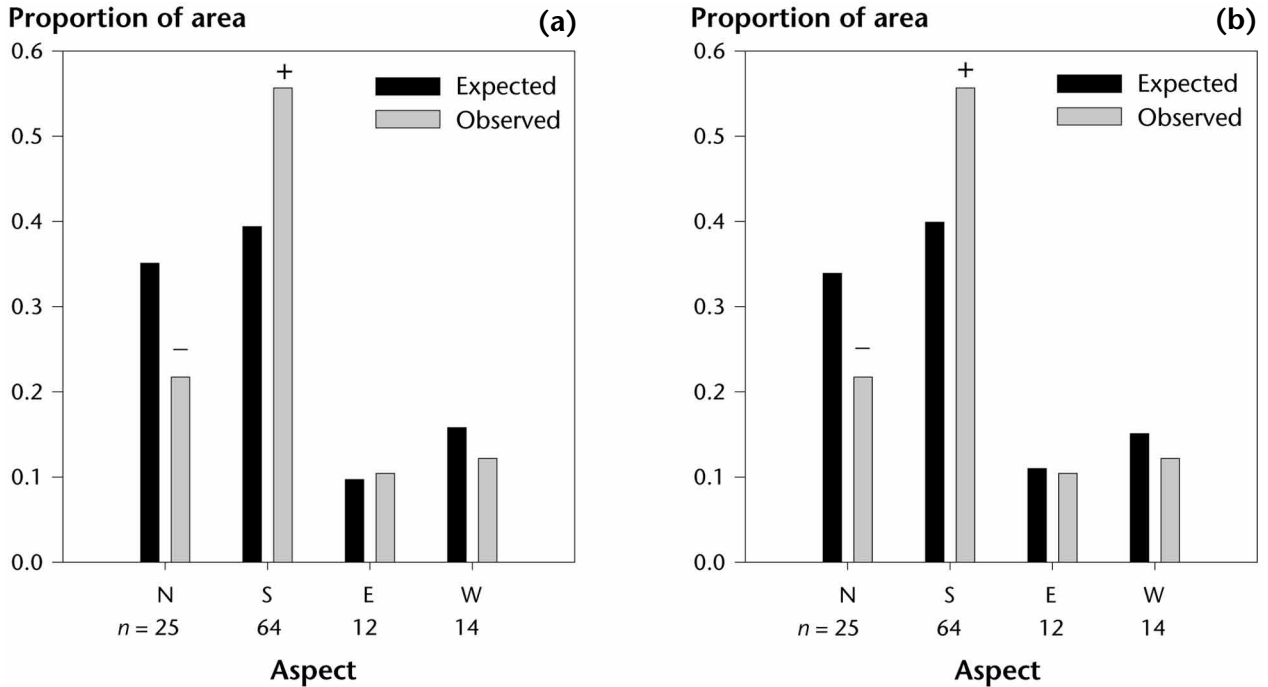 Proportion of area (a)
0.6
0.5
0.4
0.3
0.2
0.1
0.0
Expected
Observed
+
−
N S E W
n = 25 64 12 14
Aspect
Proportion of area (b)
0.6
0.5
0.4
0.3
0.2
0.1
0.0
Expected
Observed
+
−
N S E W
n = 25 64 12 14
Aspect